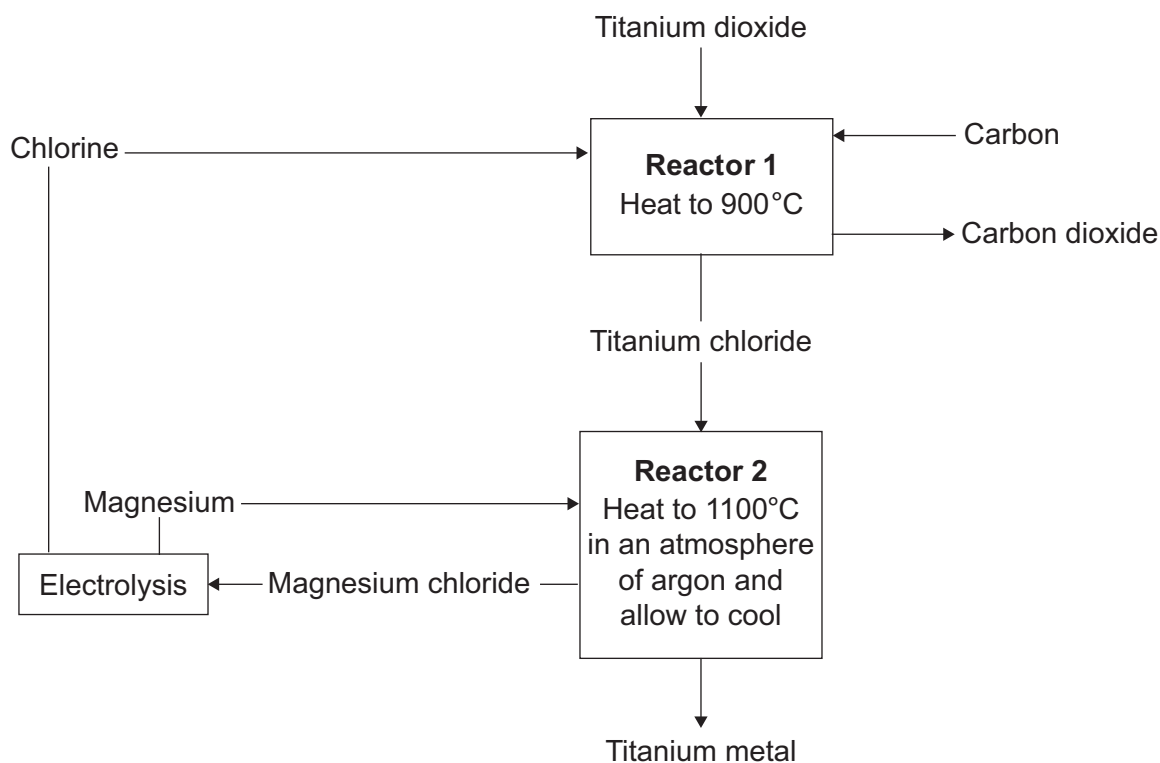 Titanium dioxide
Chlorine
Carbon
Reactor 1
Heat to 900°C
Carbon dioxide
Titanium chloride
Reactor 2
Heat to 1100°C
in an atmosphere
of argon and
allow to cool
Magnesium
Electrolysis
Magnesium chloride
Titanium metal